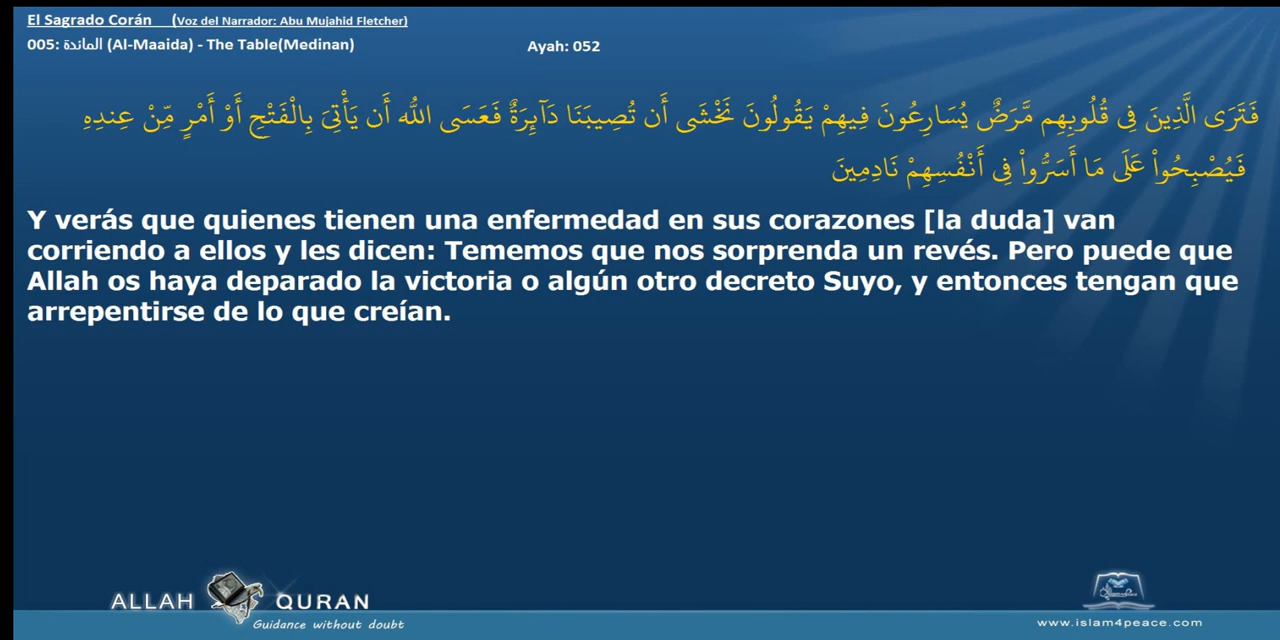 El Sagrado Corán (Voz del Narrador: Abu Mujahid Fletcher)
005: المائدة (Al-Maaida) - The Table(Medinan) Ayah: 052
فَتَرَى الَّذِينَ فِي قُلُوبِهِم مَّرَضٌ يُسَارِعُونَ فِيهِمْ يَقُولُونَ نَخْشَى أَن تُصِيبَنَا دَآئِرَةٌ فَعَسَى اللّه أَن يَأْتِيَ بِالْفَتْحِ أَوْ أَمْرٍ مِّنْ عِندِهِ
فَيُصْبِحُواْ عَلَى مَا أَسَرُّواْ فِي أَنْفُسِهِمْ نَادِمِينَ
Y verás que quienes tienen una enfermedad en sus corazones [la duda] van
corriendo a ellos y les dicen: Tememos que nos sorprenda un revés. Pero puede que
Allah os haya deparado la victoria o algún otro decreto Suyo, y entonces tengan que
arrepentirse de lo que creían.
ALLAH QURAN
Guidance without doubt
www.islam4peace.com